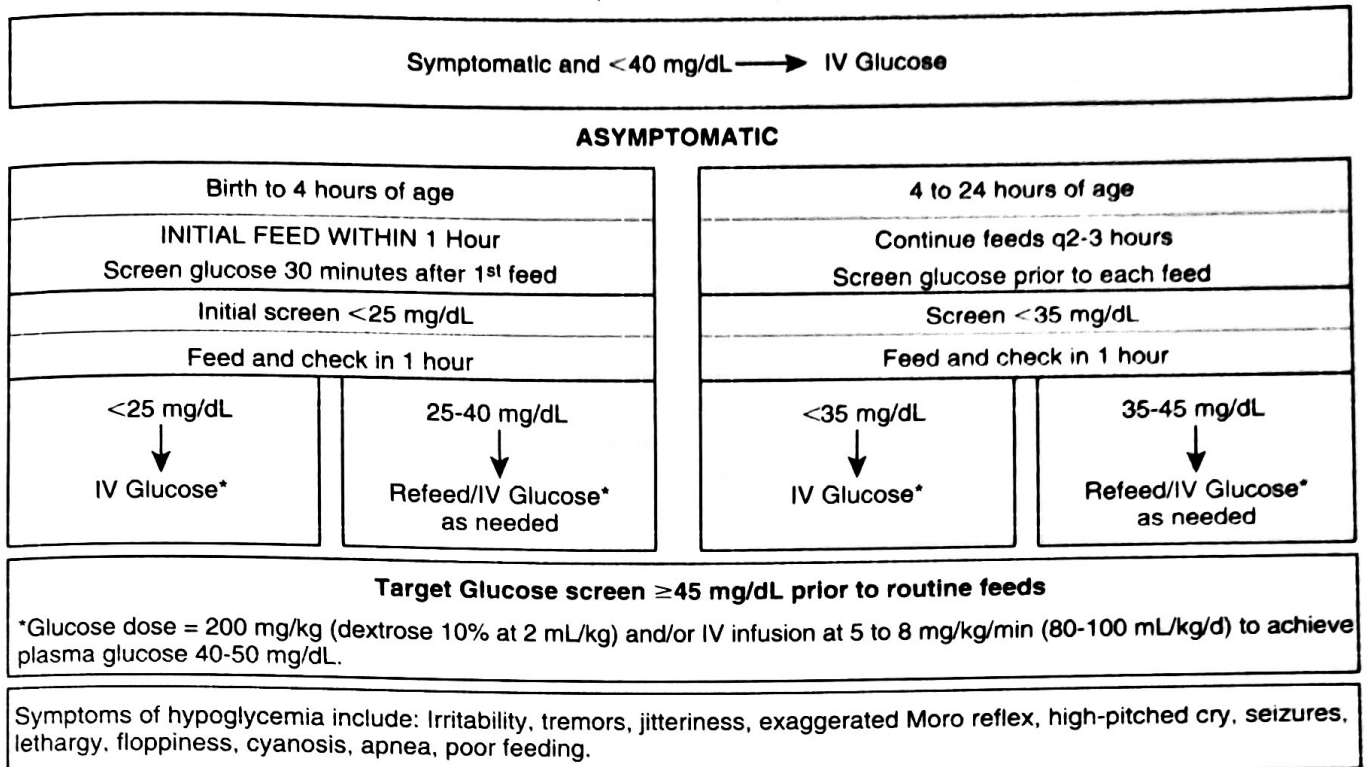 Symptomatic and <40 mg/dL → IV Glucose
ASYMPTOMATIC
Birth to 4 hours of age
INITIAL FEED WITHIN 1 Hour
Screen glucose 30 minutes after 1st feed
Initial screen <25 mg/dL
Feed and check in 1 hour
<25 mg/dL
IV Glucose*
25-40 mg/dL
Refeed/IV Glucose*
as needed
4 to 24 hours of age
Continue feeds q2-3 hours
Screen glucose prior to each feed
Screen <35 mg/dL
Feed and check in 1 hour
<35 mg/dL
IV Glucose*
35-45 mg/dL
Refeed/IV Glucose*
as needed
Target Glucose screen ≥45 mg/dL prior to routine feeds
*Glucose dose = 200 mg/kg (dextrose 10% at 2 mL/kg) and/or IV infusion at 5 to 8 mg/kg/min (80-100 mL/kg/d) to achieve
plasma glucose 40-50 mg/dL.
Symptoms of hypoglycemia include: Irritability, tremors, jitteriness, exaggerated Moro reflex, high-pitched cry, seizures,
lethargy, floppiness, cyanosis, apnea, poor feeding.